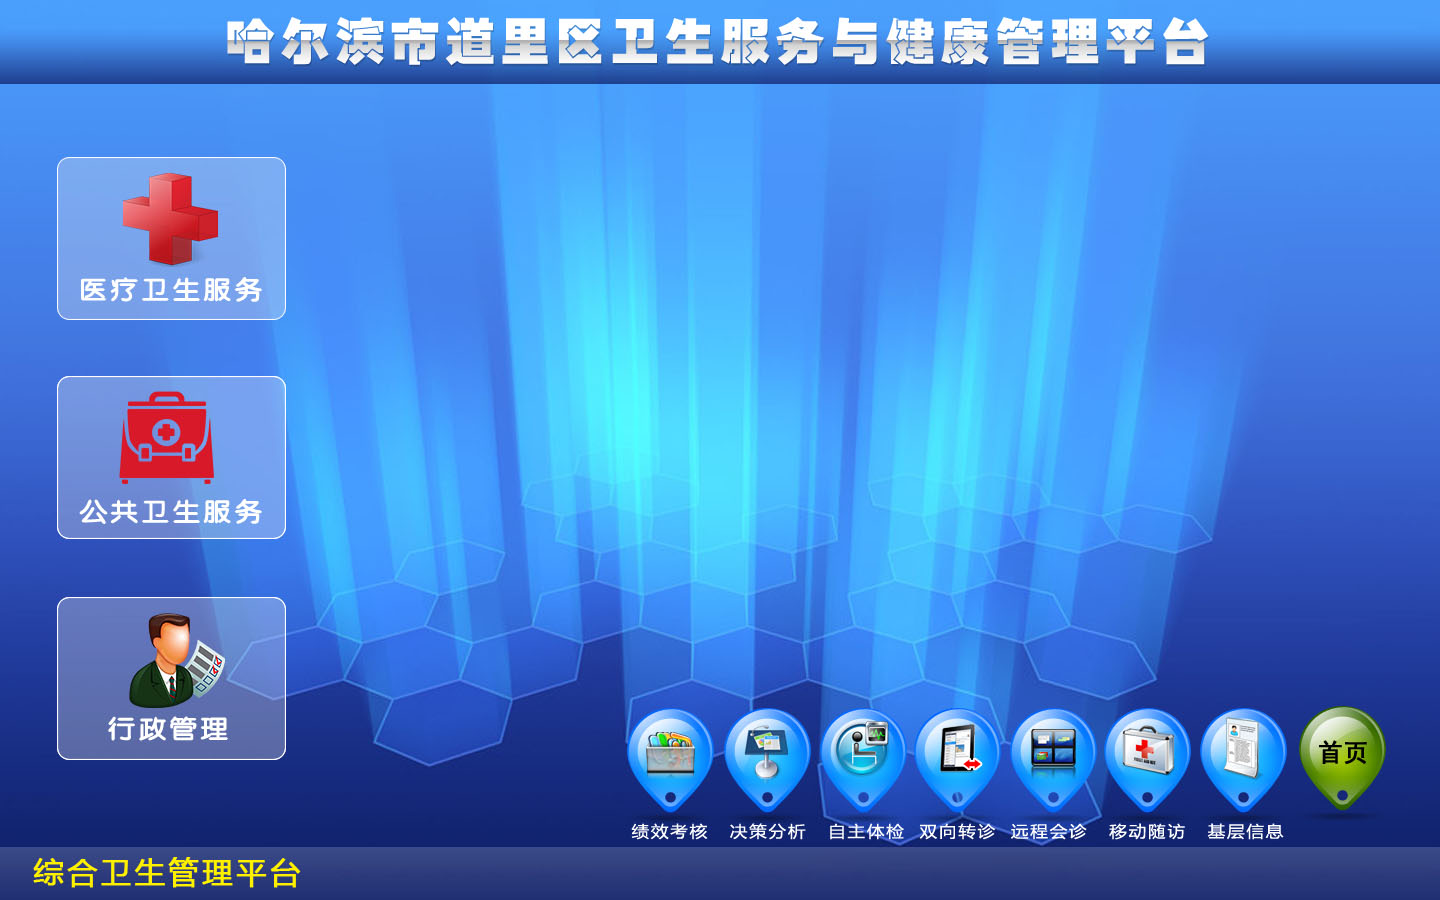 哈尔滨市道里区卫生服务与健康管理平台
医疗卫生服务
公共卫生服务
行政管理
首页
绩效考核 决策分析 自主体检 双向转诊 远程会诊 移动随访 基层信息
综合卫生管理平台